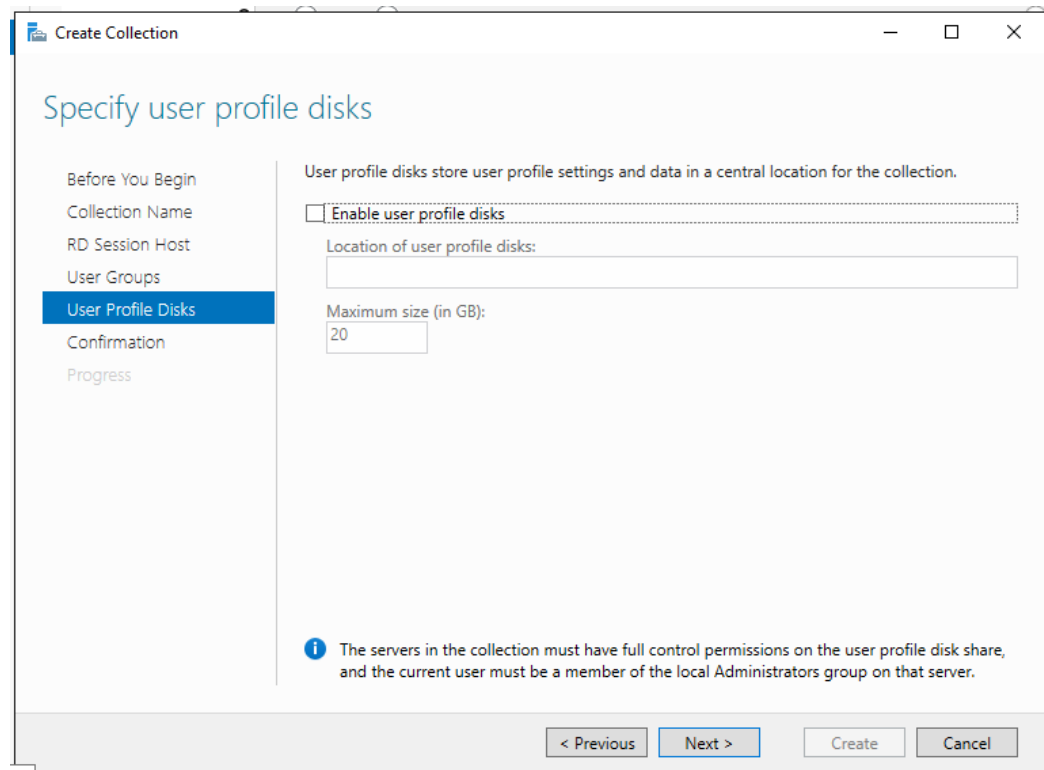 Create Collection
Specify user profile disks
Before You Begin
Collection Name
RD Session Host
User Groups
User Profile Disks
Confirmation
Progress
User profile disks store user profile settings and data in a central location for the collection.
Enable user profile disks
Location of user profile disks:
Maximum size (in GB):
20
The servers in the collection must have full control permissions on the user profile disk share,
and the current user must be a member of the local Administrators group on that server.
< Previous
Next >
Create
Cancel